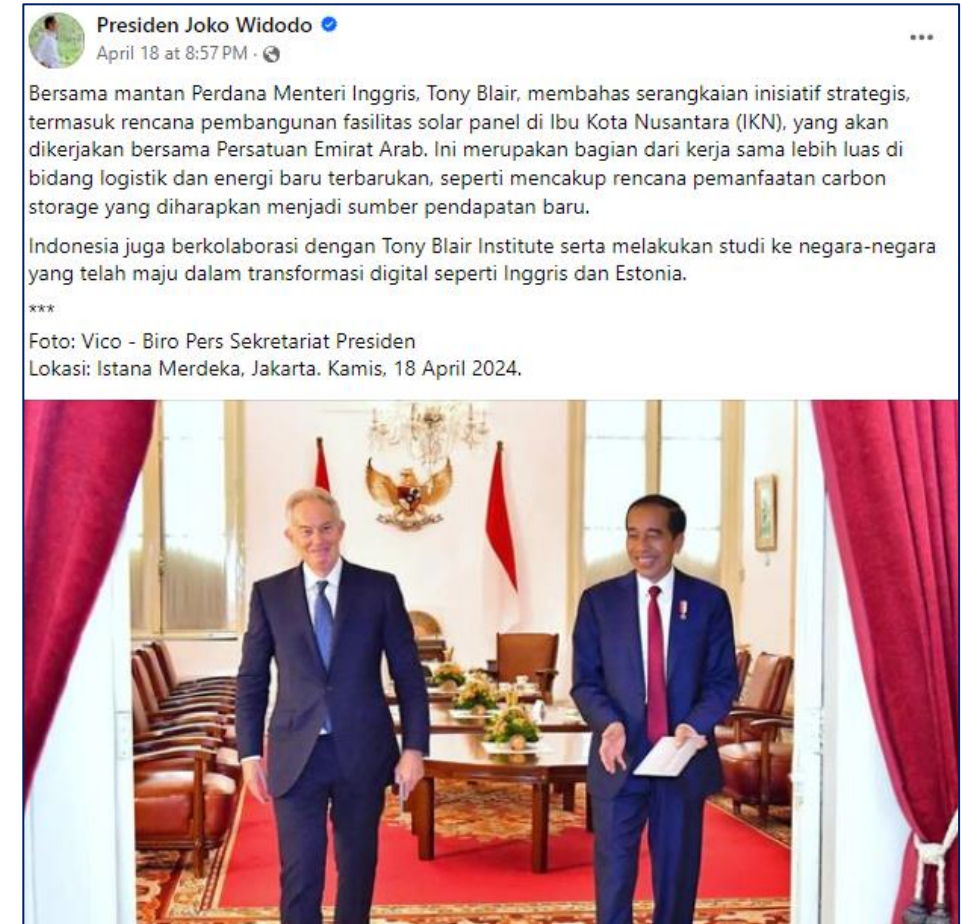 Presiden Joko Widodo
April 18 at 8:57 PM ·
Bersama mantan Perdana Menteri Inggris, Tony Blair, membahas serangkaian inisiatif strategis,
termasuk rencana pembangunan fasilitas solar panel di Ibu Kota Nusantara (IKN), yang akan
dikerjakan bersama Persatuan Emirat Arab. Ini merupakan bagian dari kerja sama lebih luas di
bidang logistik dan energi baru terbarukan, seperti mencakup rencana pemanfaatan carbon
storage yang diharapkan menjadi sumber pendapatan baru.
Indonesia juga berkolaborasi dengan Tony Blair Institute serta melakukan studi ke negara-negara
yang telah maju dalam transformasi digital seperti Inggris dan Estonia.
***
Foto: Vico - Biro Pers Sekretariat Presiden
Lokasi: Istana Merdeka, Jakarta. Kamis, 18 April 2024.